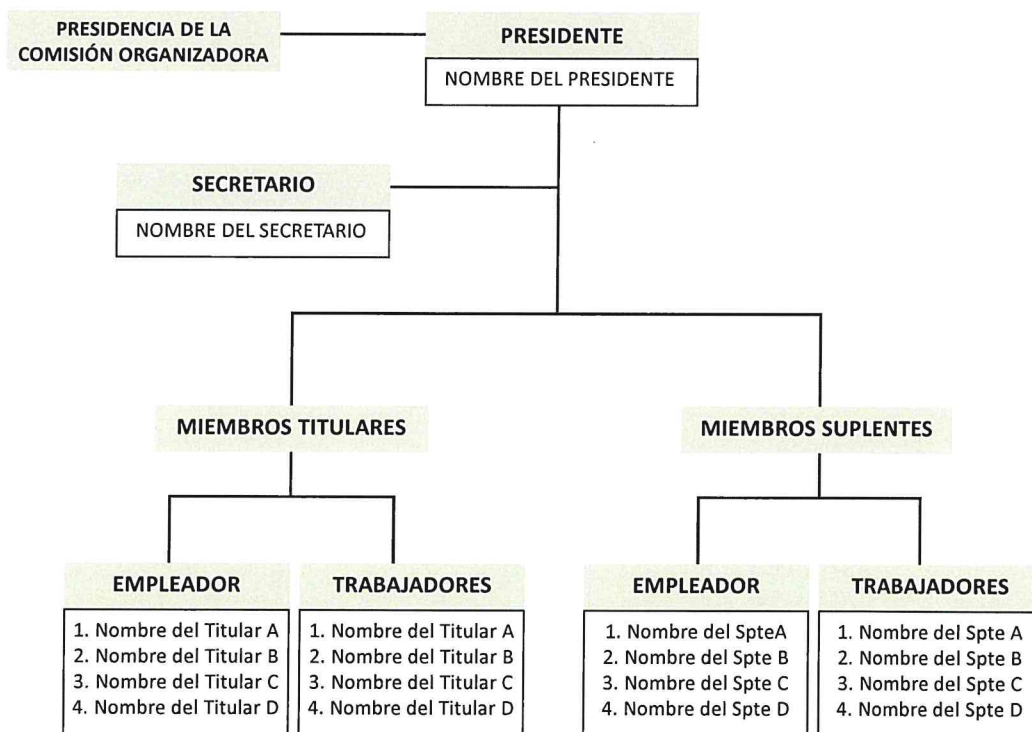 PRESIDENCIA DE LA
COMISIÓN ORGANIZADORA
PRESIDENTE
NOMBRE DEL PRESIDENTE
SECRETARIO
NOMBRE DEL SECRETARIO
MIEMBROS TITULARES
MIEMBROS SUPLENTES
EMPLEADOR
1. Nombre del Titular A
2. Nombre del Titular B
3. Nombre del Titular C
4. Nombre del Titular D
TRABAJADORES
1. Nombre del Titular A
2. Nombre del Titular B
3. Nombre del Titular C
4. Nombre del Titular D
EMPLEADOR
1. Nombre del SpteA
2. Nombre del Spte B
3. Nombre del Spte C
4. Nombre del Spte D
TRABAJADORES
1. Nombre del Spte A
2. Nombre del Spte B
3. Nombre del Spte C
4. Nombre del Spte D